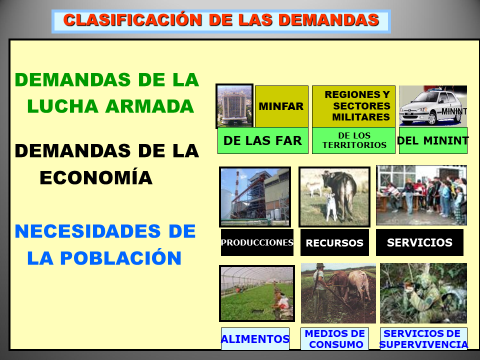 CLASIFICACIÓN DE LAS DEMANDAS
DEMANDAS DE LA
LUCHA ARMADA
MINFAR
REGIONES Y
SECTORES
MILITARES
MININT
DE LAS FAR
DE LOS
TERRITORIOS
DEL MININT
DEMANDAS DE LA
ECONOMÍA
PRODUCCIONES
RECURSOS
SERVICIOS
NECESIDADES DE
LA POBLACIÓN
ALIMENTOS
MEDIOS DE
CONSUMO
SERVICIOS DE
SUPERVIVENCIA